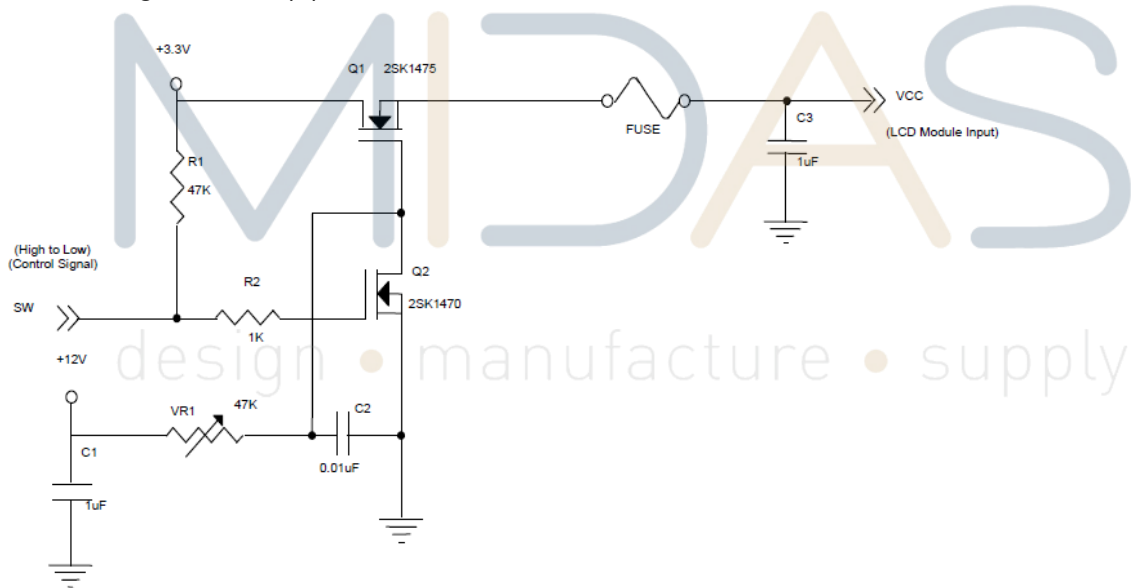 MIDAS
design • manufacture • supply
+3.3V
Q1 2SK1475
FUSE
VCC
(LCD Module Input)
C3
1uF
R1
47K
(High to Low)
(Control Signal)
SW
R2
1K
Q2
2SK1470
+12V
VR1
47K
C2
0.01uF
C1
1uF